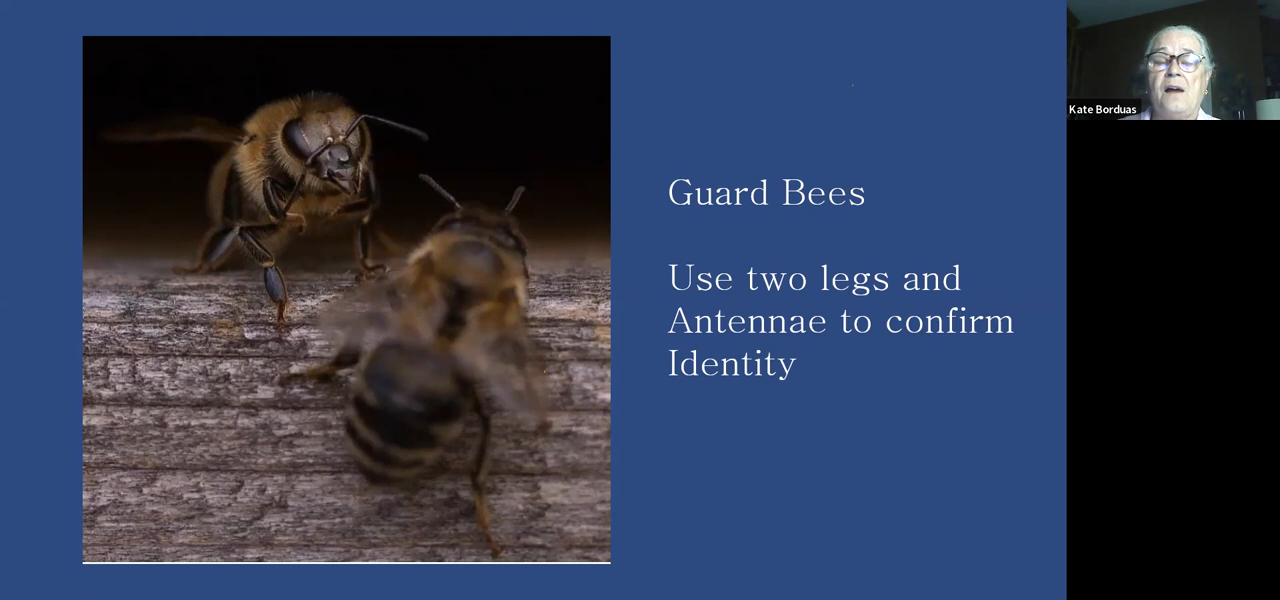 Guard Bees
Use two legs and
Antennae to confirm
Identity
Kate Borduas